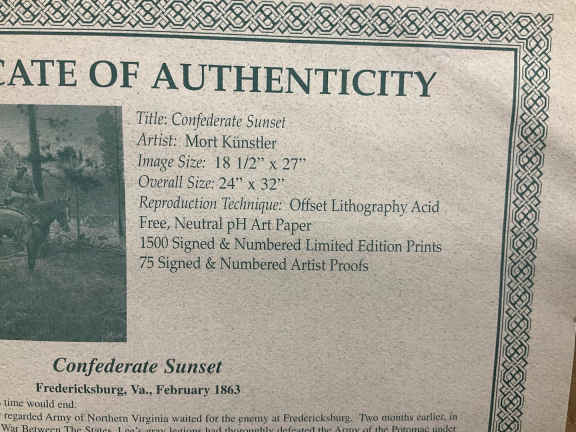 CATE OF AUTHENTICITY
Title: Confederate Sunset
Artist: Mort Künstler
Image Size: 18 1/2” x 27”
Overall Size: 24” x 32”
Reproduction Technique: Offset Lithography Acid
Free, Neutral pH Art Paper
1500 Signed & Numbered Limited Edition Prints
75 Signed & Numbered Artist Proofs
Confederate Sunset
Fredericksburg, Va., February 1863
time would end.
regarded Army of Northern Virginia waited for the enemy at Fredericksburg. Two months earlier, in
War Between The States, Lee's gray legions had thoroughly defeated the Army of the Potomac under